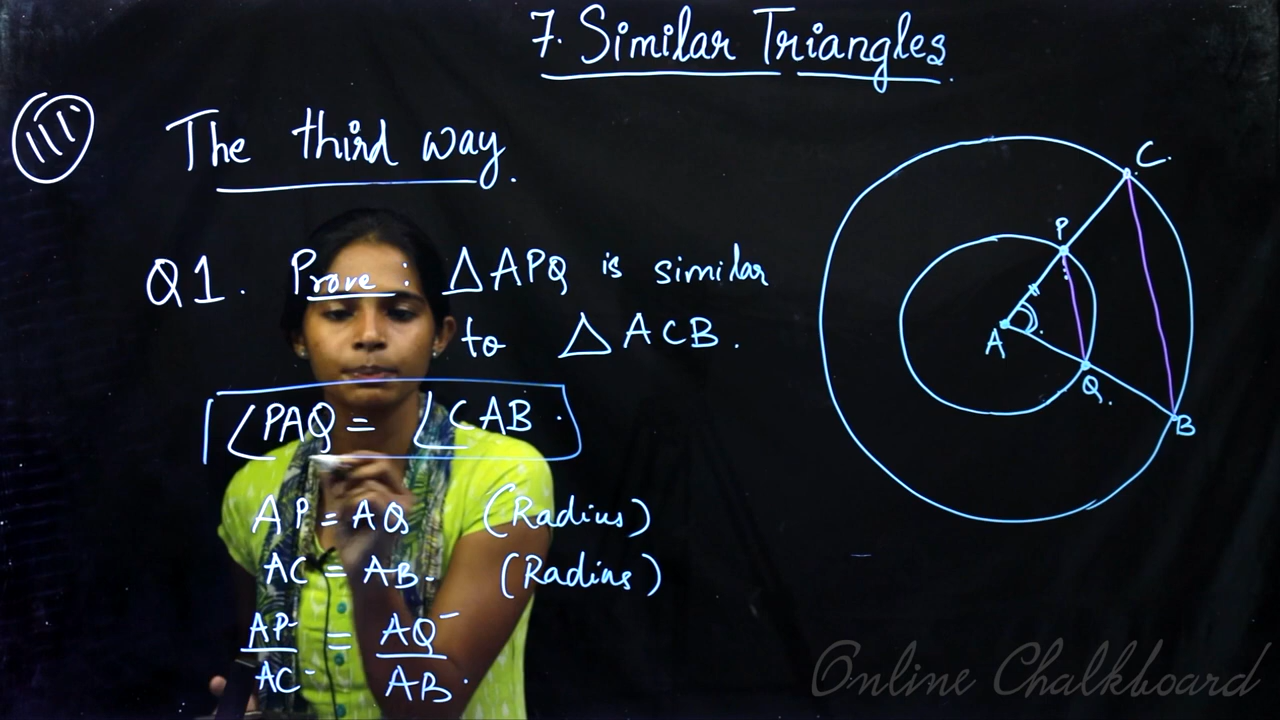 7. Similar Triangles.
III
The third way.
Q1. Prove : △APQ is similar
to △ACB.
∠PAQ = ∠CAB.
AP = AQ (Radius)
AC = AB. (Radius)
AP/AC = AQ/AB.
C.
P
A
Q.
B
Online Chalkboard